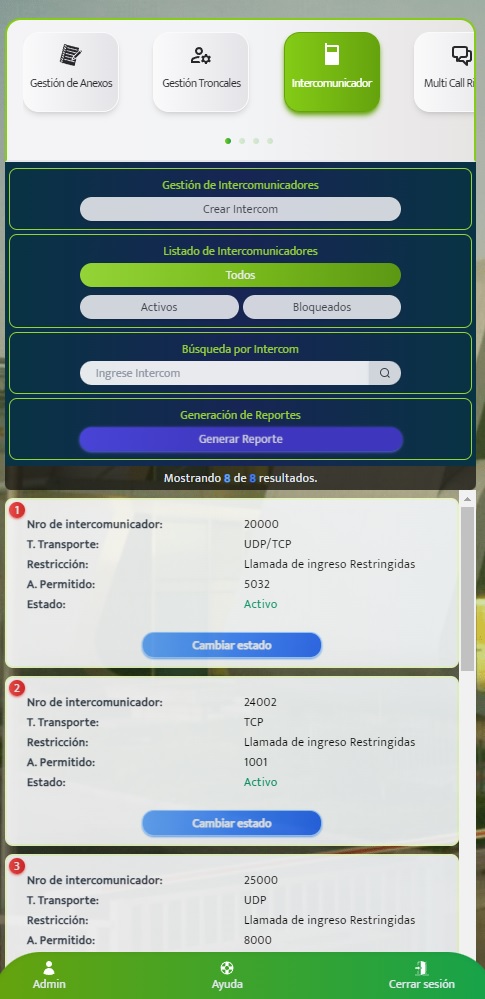 Gestión de Anexos
Gestión Troncales
Intercomunicador
Multi Call Ri
Gestión de Intercomunicadores
Crear Intercom
Listado de Intercomunicadores
Todos
Activos
Bloqueados
Búsqueda por Intercom
Ingrese Intercom
Generación de Reportes
Generar Reporte
Mostrando 8 de 8 resultados.
1
Nro de intercomunicador: 20000
T. Transporte: UDP/TCP
Restricción: Llamada de ingreso Restringidas
A. Permitido: 5032
Estado: Activo
Cambiar estado
2
Nro de intercomunicador: 24002
T. Transporte: TCP
Restricción: Llamada de ingreso Restringidas
A. Permitido: 1001
Estado: Activo
Cambiar estado
3
Nro de intercomunicador: 25000
T. Transporte: UDP
Restricción: Llamada de ingreso Restringidas
A. Permitido: 8000
Admin
Ayuda
Cerrar sesión